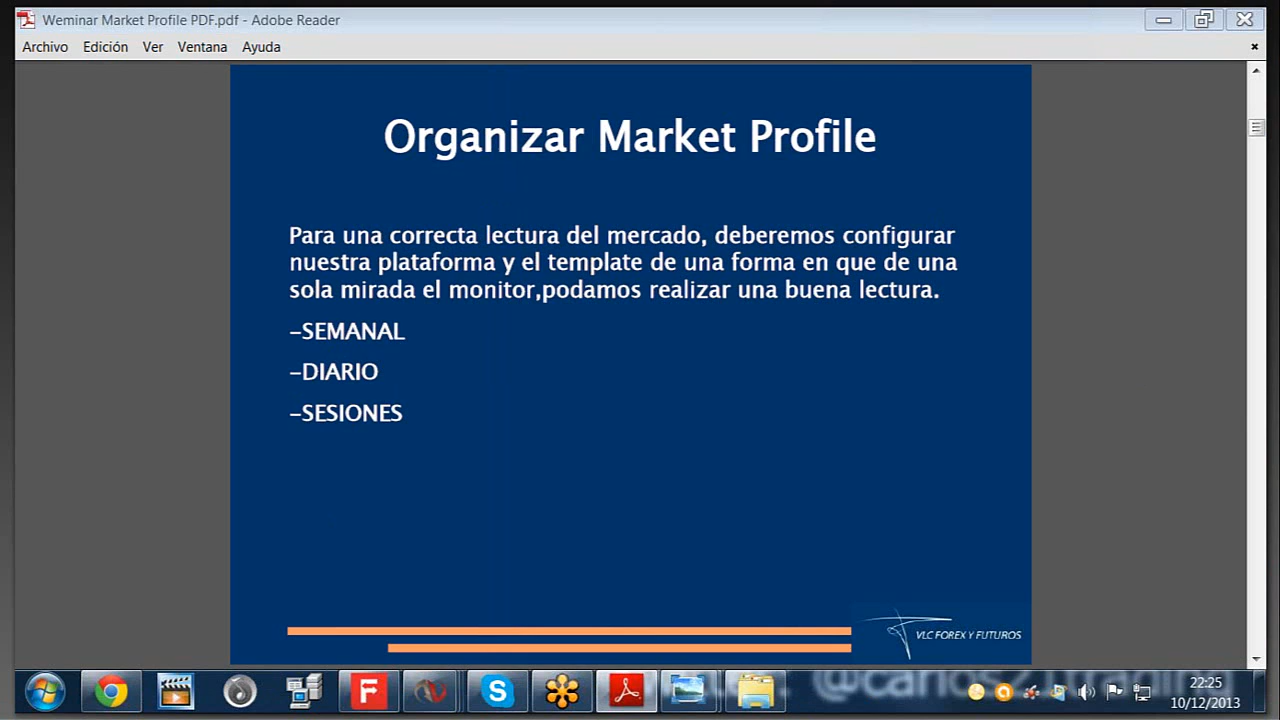 Weminar Market Profile PDF.pdf - Adobe Reader
Archivo Edición Ver Ventana Ayuda
Organizar Market Profile
Para una correcta lectura del mercado, deberemos configurar
nuestra plataforma y el template de una forma en que de una
sola mirada el monitor,podamos realizar una buena lectura.
-SEMANAL
-DIARIO
-SESIONES
VLC FOREX Y FUTUROS
22:25
10/12/2013